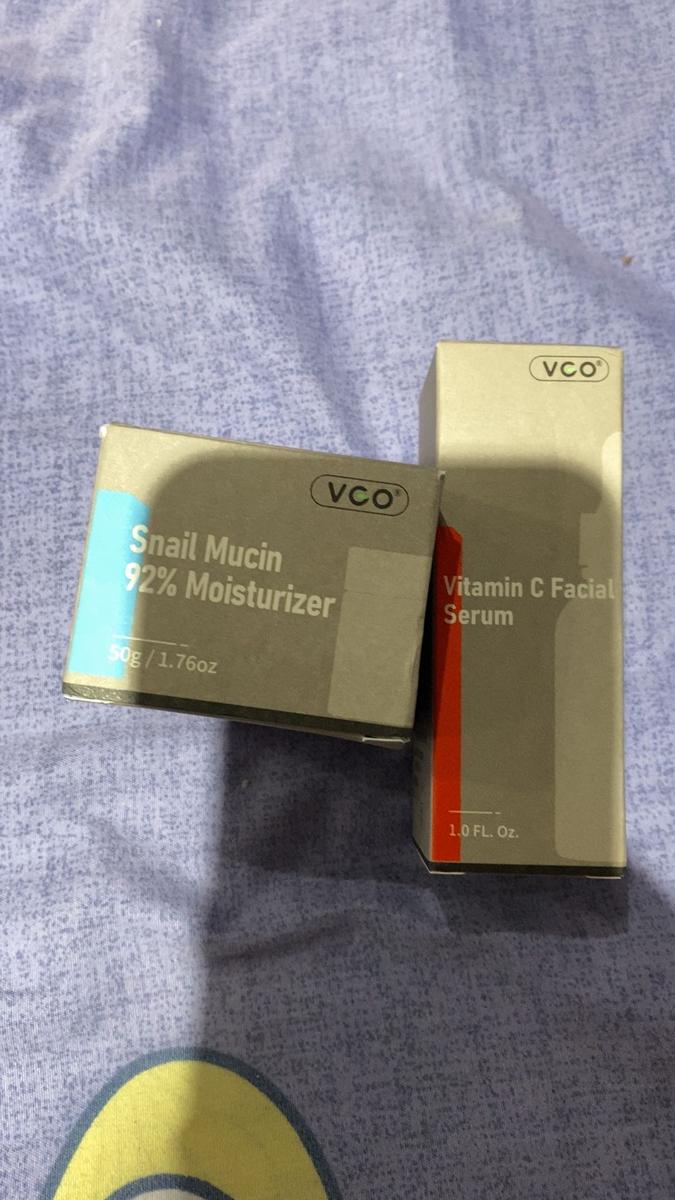 VCO®
Snail Mucin
92% Moisturizer
50g / 1.76oz
VCO®
Vitamin C Facial
Serum
1.0 FL. Oz.